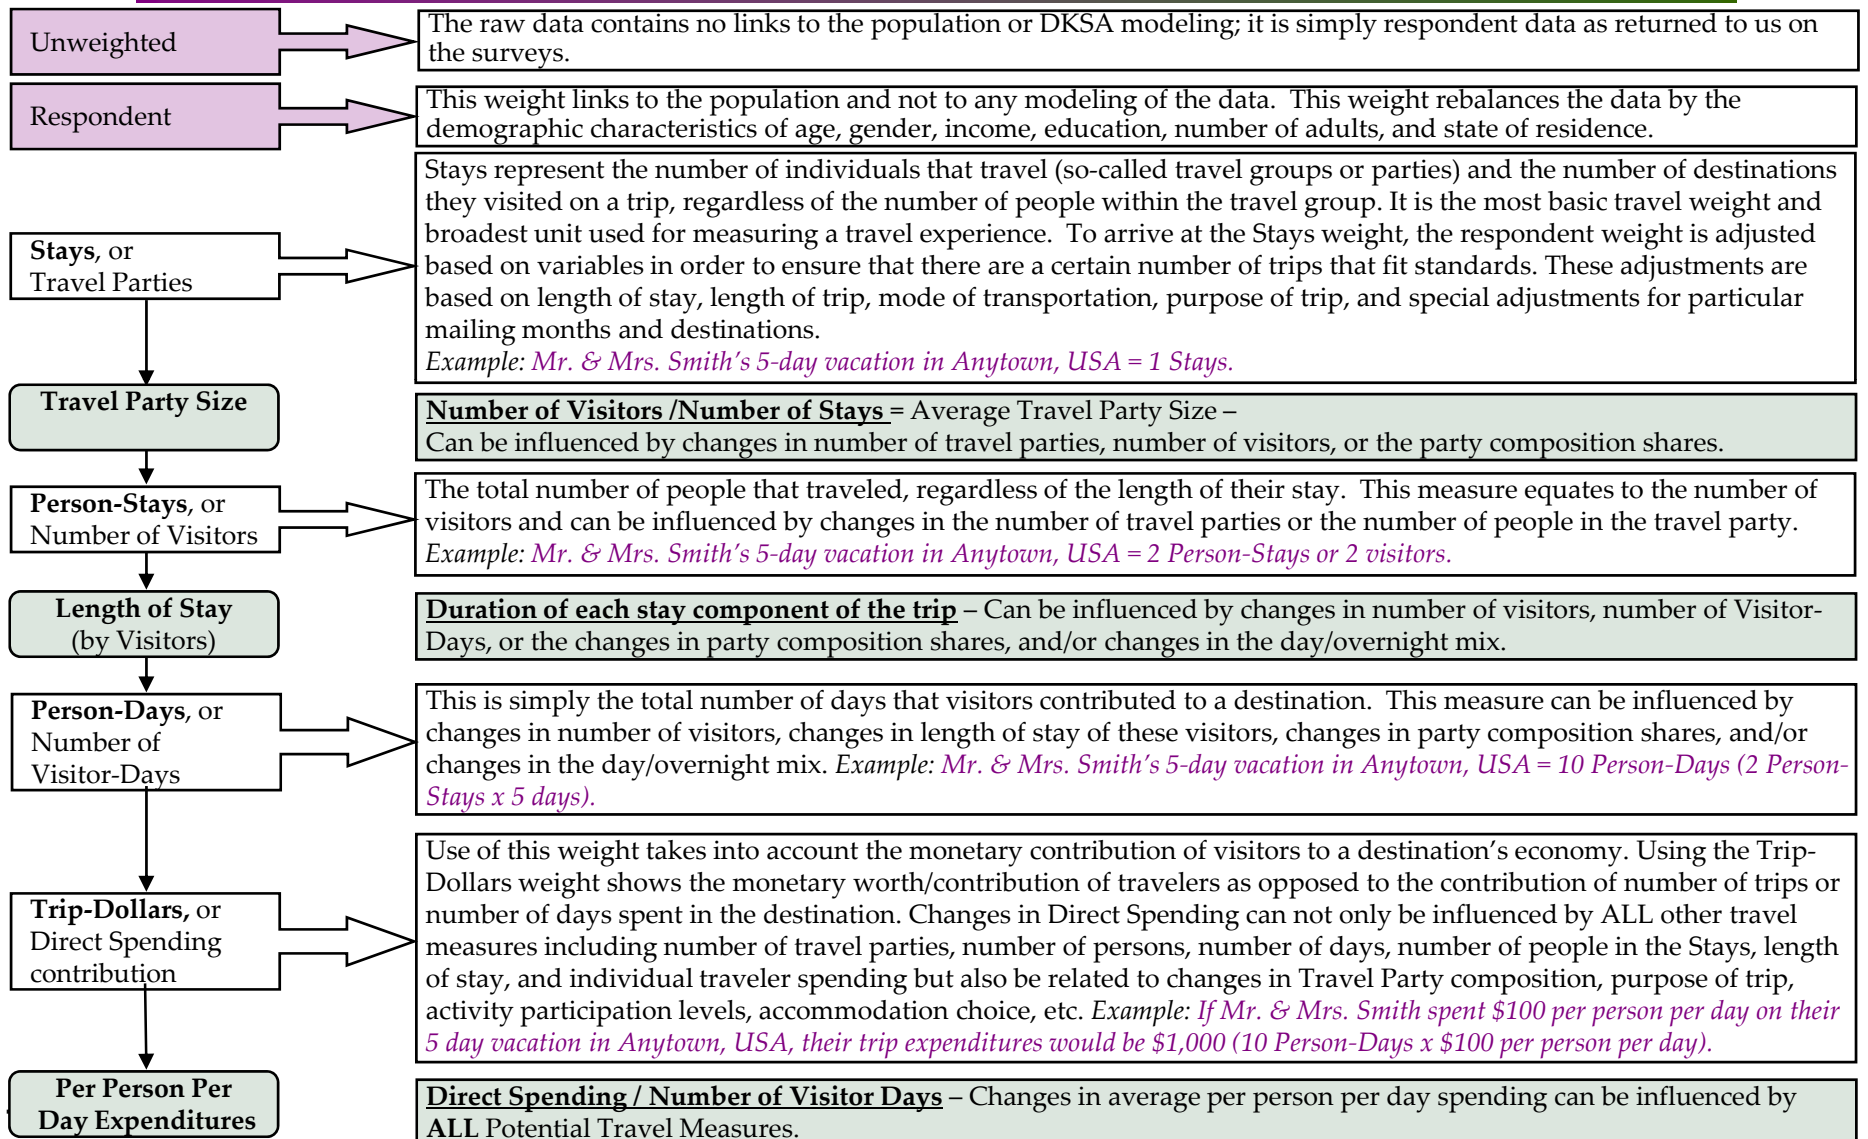 Unweighted
The raw data contains no links to the population or DKSA modeling; it is simply respondent data as returned to us on
the surveys.
Respondent
This weight links to the population and not to any modeling of the data.  This weight rebalances the data by the
demographic characteristics of age, gender, income, education, number of adults, and state of residence.
Stays, or
Travel Parties
Stays represent the number of individuals that travel (so-called travel groups or parties) and the number of destinations
they visited on a trip, regardless of the number of people within the travel group. It is the most basic travel weight and
broadest unit used for measuring a travel experience.  To arrive at the Stays weight, the respondent weight is adjusted
based on variables in order to ensure that there are a certain number of trips that fit standards. These adjustments are
based on length of stay, length of trip, mode of transportation, purpose of trip, and special adjustments for particular
mailing months and destinations.
Example: Mr. & Mrs. Smith's 5-day vacation in Anytown, USA = 1 Stays.
Travel Party Size
Number of Visitors /Number of Stays = Average Travel Party Size –
Can be influenced by changes in number of travel parties, number of visitors, or the party composition shares.
Person-Stays, or
Number of Visitors
The total number of people that traveled, regardless of the length of their stay.  This measure equates to the number of
visitors and can be influenced by changes in the number of travel parties or the number of people in the travel party.
Example: Mr. & Mrs. Smith's 5-day vacation in Anytown, USA = 2 Person-Stays or 2 visitors.
Length of Stay
(by Visitors)
Duration of each stay component of the trip – Can be influenced by changes in number of visitors, number of Visitor-
Days, or the changes in party composition shares, and/or changes in the day/overnight mix.
Person-Days, or
Number of
Visitor-Days
This is simply the total number of days that visitors contributed to a destination.  This measure can be influenced by
changes in number of visitors, changes in length of stay of these visitors, changes in party composition shares, and/or
changes in the day/overnight mix. Example: Mr. & Mrs. Smith's 5-day vacation in Anytown, USA = 10 Person-Days (2 Person-
Stays x 5 days).
Trip-Dollars, or
Direct Spending
contribution
Use of this weight takes into account the monetary contribution of visitors to a destination's economy. Using the Trip-
Dollars weight shows the monetary worth/contribution of travelers as opposed to the contribution of number of trips or
number of days spent in the destination. Changes in Direct Spending can not only be influenced by ALL other travel
measures including number of travel parties, number of persons, number of days, number of people in the Stays, length
of stay, and individual traveler spending but also be related to changes in Travel Party composition, purpose of trip,
activity participation levels, accommodation choice, etc. Example: If Mr. & Mrs. Smith spent $100 per person per day on their
5 day vacation in Anytown, USA, their trip expenditures would be $1,000 (10 Person-Days x $100 per person per day).
Per Person Per
Day Expenditures
Direct Spending / Number of Visitor Days – Changes in average per person per day spending can be influenced by
ALL Potential Travel Measures.